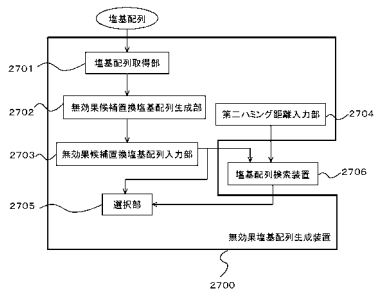 塩基配列
2701
塩基配列取得部
2702
無効果候補置換塩基配列生成部
第二ハミング距離入力部
2704
2703
無効果候補置換塩基配列入力部
2706
塩基配列検索装置
2705
選択部
無効果塩基配列生成装置
2700